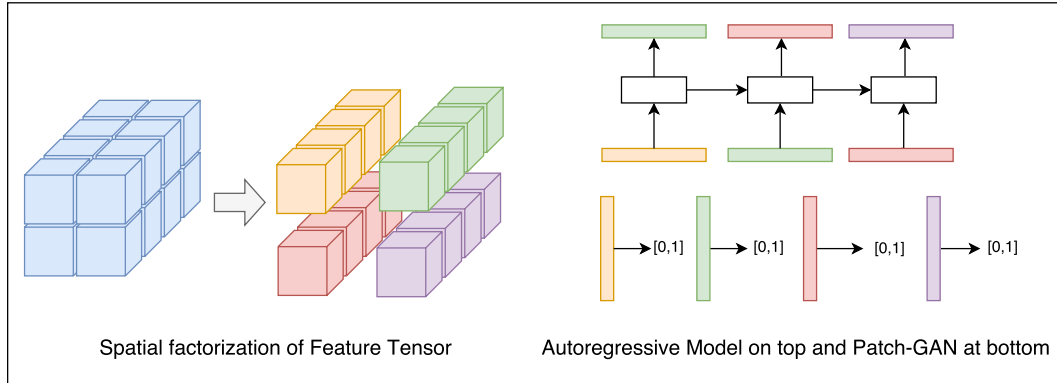 [0,1] [0,1] [0,1] [0,1]
Spatial factorization of Feature Tensor
Autoregressive Model on top and Patch-GAN at bottom